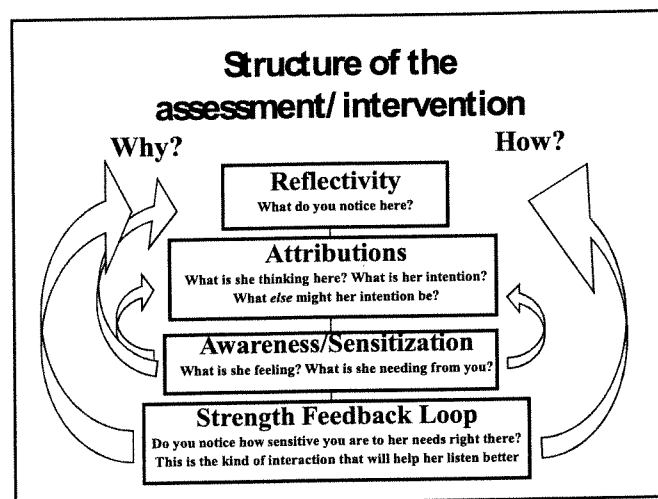 Structure of the
assessment/ intervention
Why?
How?
Reflectivity
What do you notice here?
Attributions
What is she thinking here? What is her intention?
What else might her intention be?
Awareness/Sensitization
What is she feeling? What is she needing from you?
Strength Feedback Loop
Do you notice how sensitive you are to her needs right there?
This is the kind of interaction that will help her listen better